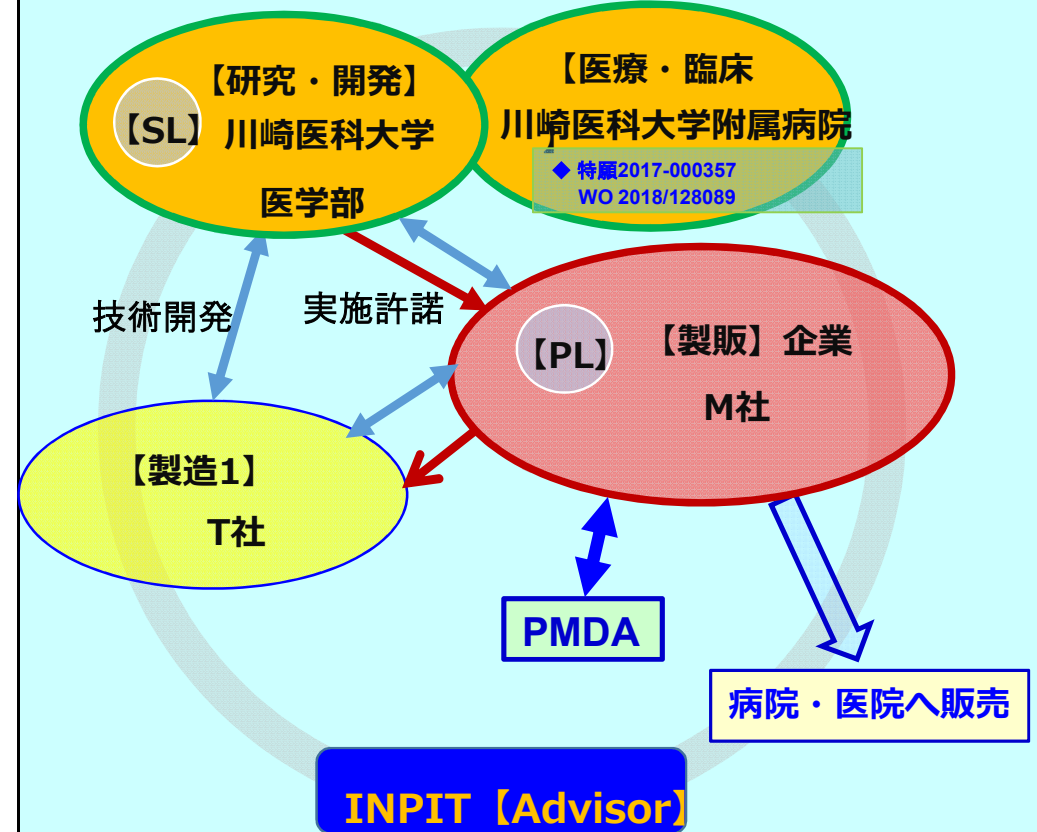 【研究・開発】
【SL】
川崎医科大学
医学部
【医療・臨床
川崎医科大学附属病院
】
◆ 特願2017-000357
WO 2018/128089
技術開発
実施許諾
【PL】
【製販】企業
M社
【製造1】
T社
PMDA
病院・医院へ販売
INPIT【Advisor】